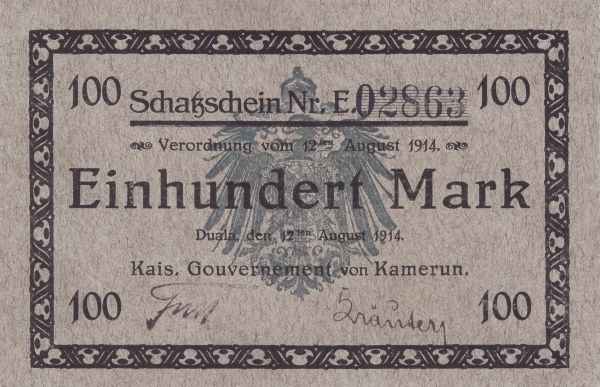 100 Schatzschein Nr. E. 02863 100
Verordnung vom 12ten August 1914.
Einhundert Mark
Duala, den 12ten August 1914.
Kais. Gouvernement von Kamerun.
100 100